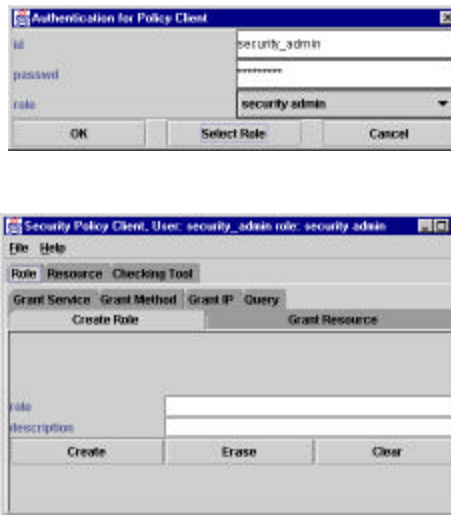 Authentication for Policy Client
id security_admin
passwd **********
role security admin
OK Select Role Cancel
Security Policy Client, User: security_admin role: security admin
File Help
Role Resource Checking Tool
Grant Service Grant Method Grant IP Query
Create Role Grant Resource
role
description
Create Erase Clear